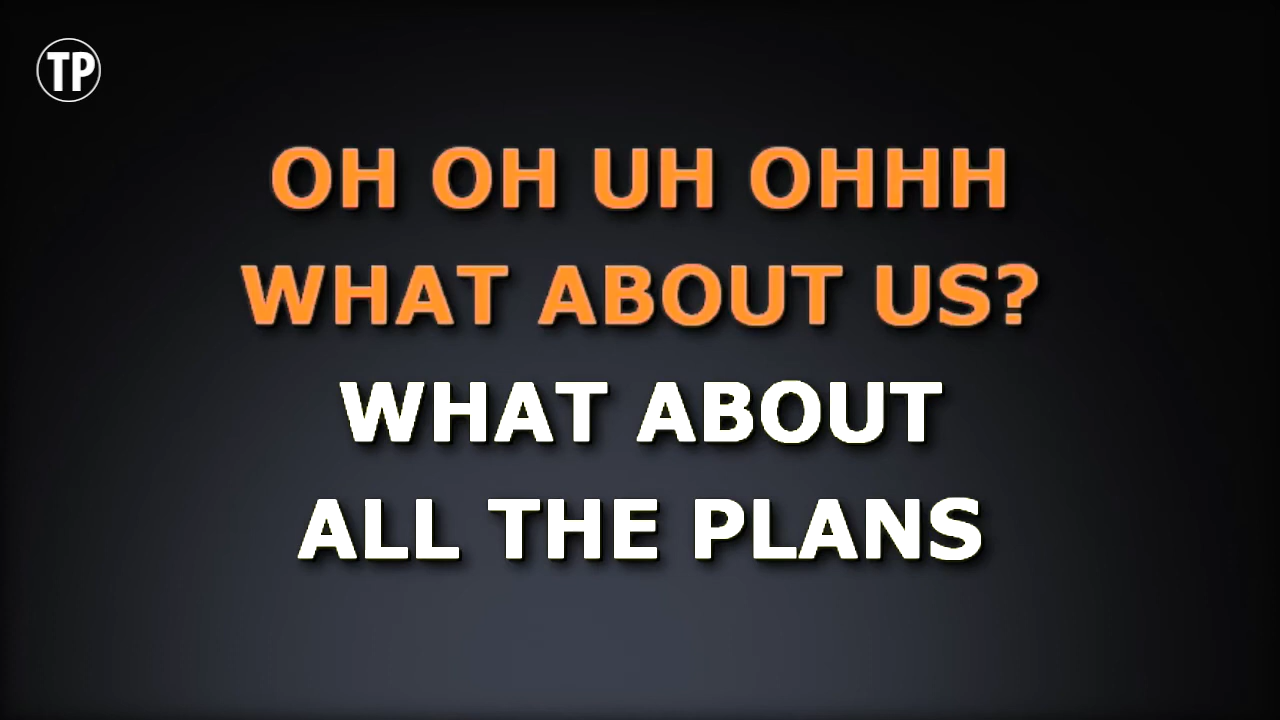 TP
OH OH UH OHHH
WHAT ABOUT US?
WHAT ABOUT
ALL THE PLANS